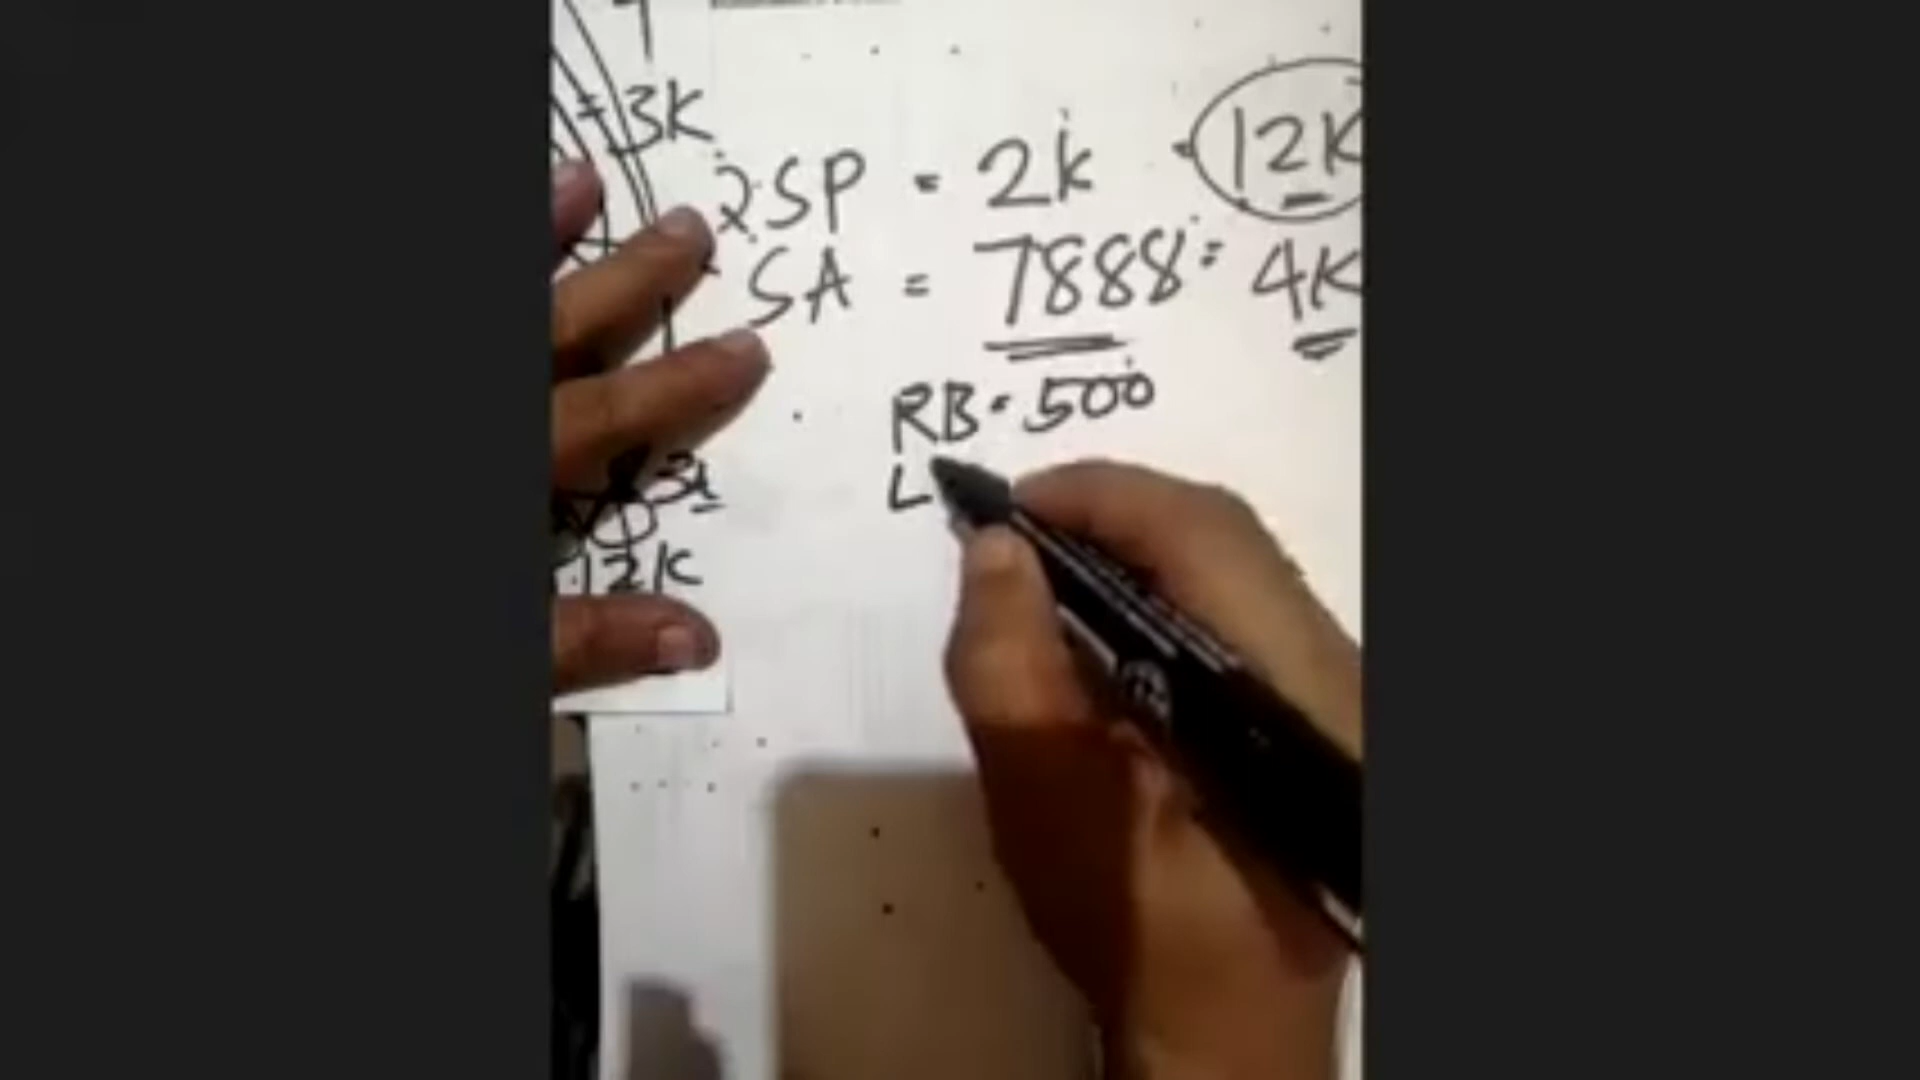 = 3K
2SP = 2k = 12K
SA = 7888 = 4K
RB = 500
L
12K